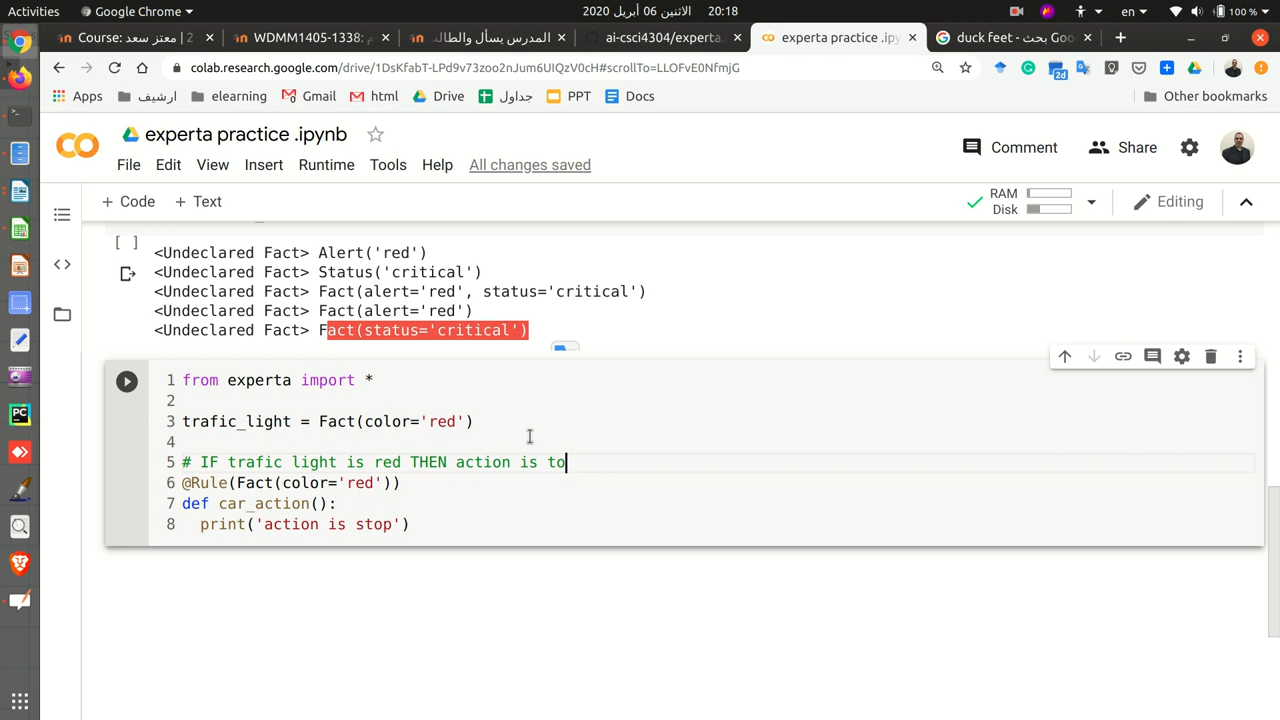 Activities Google Chrome 2020 الاثنين 06 أبريل 20:18 en 100 %
Course: معتز سعد | 2 WDMM1405-1338: المدرس يسأل والطالـ ai-csci4304/experta. experta practice .ipyn duck feet - بحث Goo
colab.research.google.com/drive/1DsKfabT-LPd9v73zoo2nJum6UIQzV0cH#scrollTo=LLOFvE0NfmjG
2d
Apps ارشيف elearning Gmail html Drive جداول PPT Docs Other bookmarks
experta practice .ipynb
Comment Share
File Edit View Insert Runtime Tools Help All changes saved
+ Code + Text RAM Disk Editing
[ ]
<Undeclared Fact> Alert('red')
<Undeclared Fact> Status('critical')
<Undeclared Fact> Fact(alert='red', status='critical')
<Undeclared Fact> Fact(alert='red')
<Undeclared Fact> Fact(status='critical')
1 from experta import *
2
3 trafic_light = Fact(color='red')
4
5 # IF trafic light is red THEN action is to
6 @Rule(Fact(color='red'))
7 def car_action():
8 print('action is stop')
PC